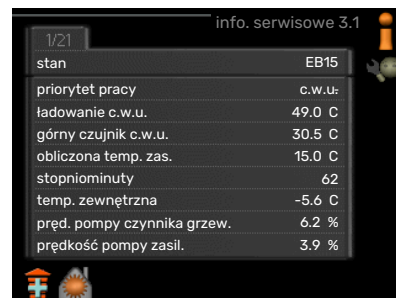 info. serwisowe 3.1
1/21
stan EB15
priorytet pracy c.w.u.
ładowanie c.w.u. 49.0 C
górny czujnik c.w.u. 30.5 C
obliczona temp. zas. 15.0 C
stopniominuty 62
temp. zewnętrzna -5.6 C
pręd. pompy czynnika grzew. 6.2 %
prędkość pompy zasil. 3.9 %